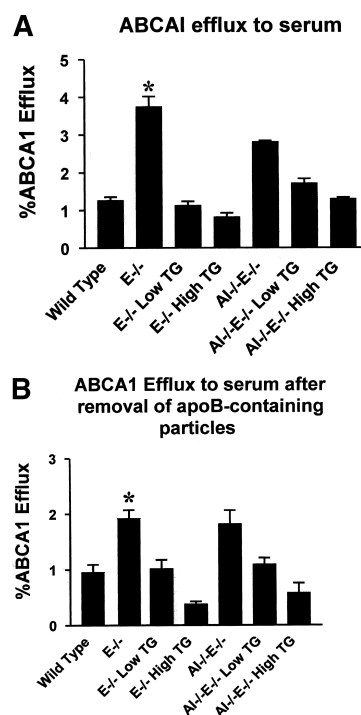 A
ABCAI efflux to serum
%ABCA1 Efflux
5
4
3
2
1
0
*
Wild Type
E-/-
E-/- Low TG
E-/- High TG
AI-/-E-/-
AI-/-E-/- Low TG
AI-/-E-/- High TG
B
ABCA1 Efflux to serum after
removal of apoB-containing
particles
%ABCA1 Efflux
3
2
1
0
*
Wild Type
E-/-
E-/- Low TG
E-/- High TG
AI-/-E-/-
AI-/-E-/- Low TG
AI-/-E-/- High TG